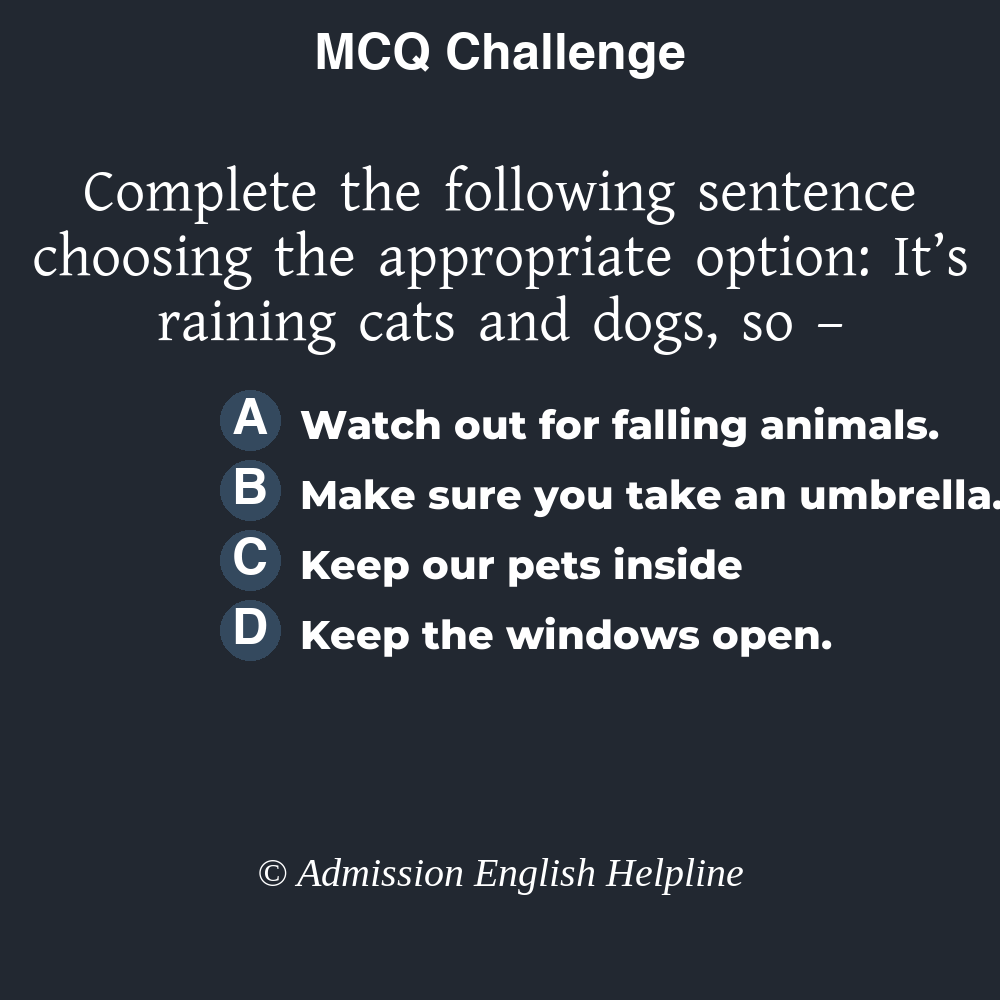 MCQ Challenge
Complete the following sentence
choosing the appropriate option: It’s
raining cats and dogs, so –
A Watch out for falling animals.
B Make sure you take an umbrella.
C Keep our pets inside
D Keep the windows open.
© Admission English Helpline